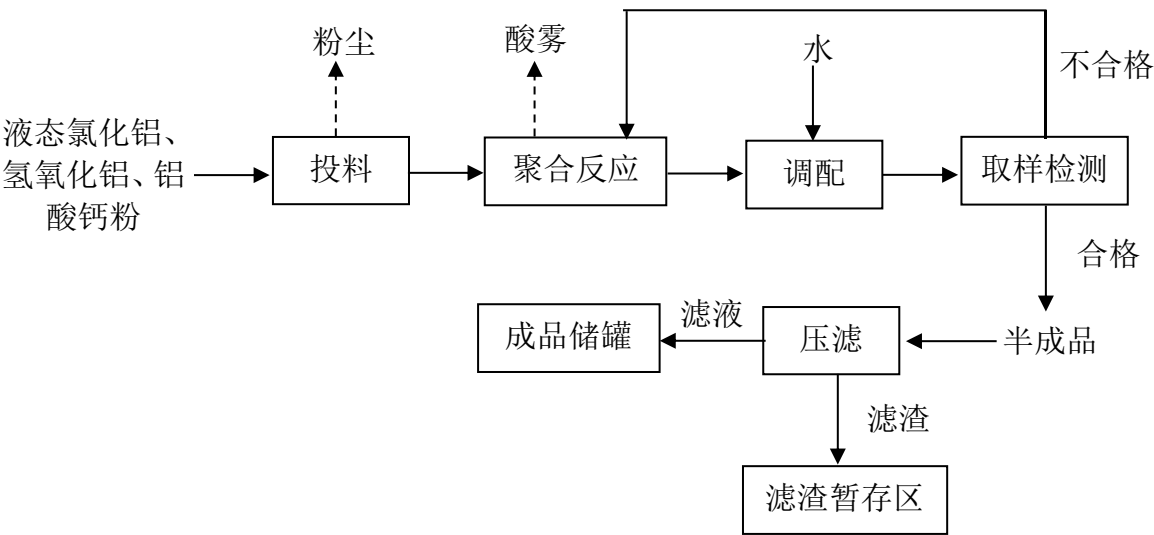 粉尘
酸雾
水
不合格
液态氯化铝、
氢氧化铝、铝
酸钙粉
投料
聚合反应
调配
取样检测
合格
成品储罐
滤液
压滤
半成品
滤渣
滤渣暂存区